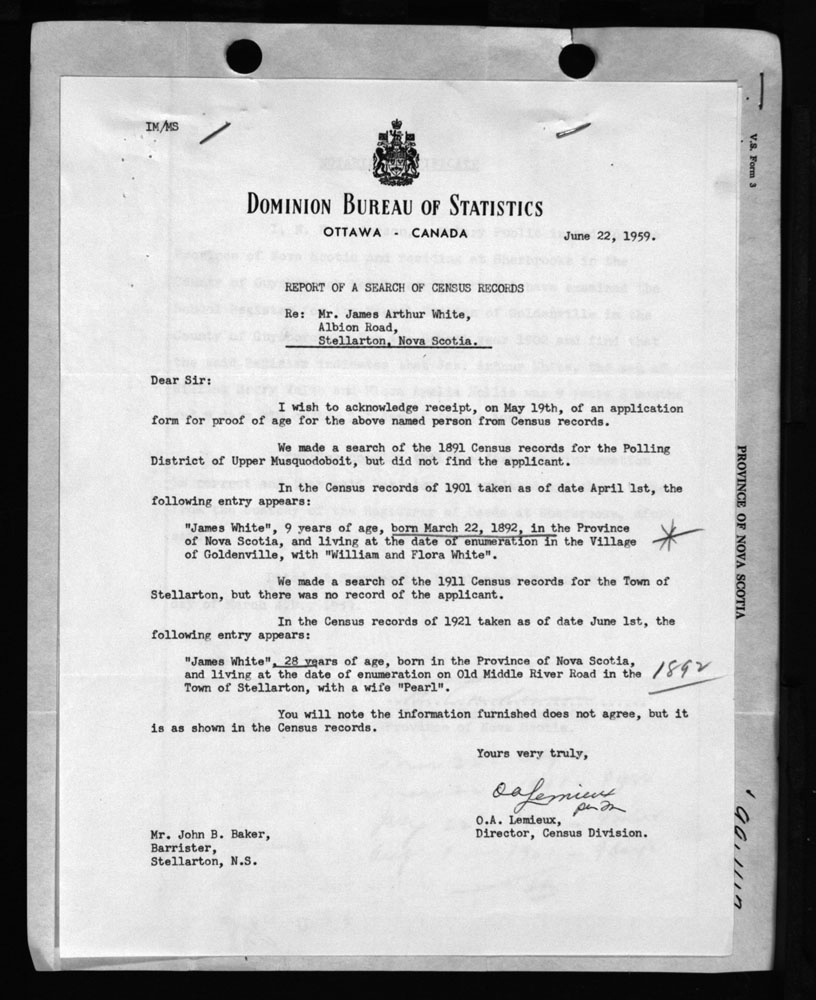 IM/MS
DOMINION BUREAU OF STATISTICS
OTTAWA - CANADA
June 22, 1959.
REPORT OF A SEARCH OF CENSUS RECORDS
Re: Mr. James Arthur White,
Albion Road,
Stellarton, Nova Scotia.
Dear Sir:
I wish to acknowledge receipt, on May 19th, of an application
form for proof of age for the above named person from Census records.
We made a search of the 1891 Census records for the Polling
District of Upper Musquodoboit, but did not find the applicant.
In the Census records of 1901 taken as of date April 1st, the
following entry appears:
"James White", 9 years of age, born March 22, 1892, in the Province
of Nova Scotia, and living at the date of enumeration in the Village
of Goldenville, with "William and Flora White".
We made a search of the 1911 Census records for the Town of
Stellarton, but there was no record of the applicant.
In the Census records of 1921 taken as of date June 1st, the
following entry appears:
"James White", 28 years of age, born in the Province of Nova Scotia,
and living at the date of enumeration on Old Middle River Road in the
Town of Stellarton, with a wife "Pearl".
1892
You will note the information furnished does not agree, but it
is as shown in the Census records.
Yours very truly,
O.A. Lemieux
O.A. Lemieux,
Director, Census Division.
Mr. John B. Baker,
Barrister,
Stellarton, N.S.
V.S. Form 3
PROVINCE OF NOVA SCOTIA